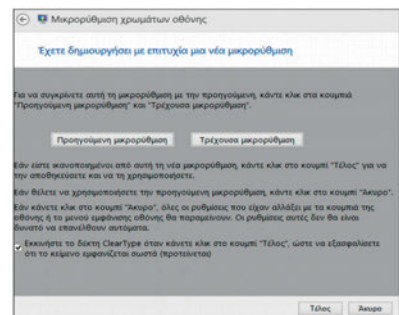 Μικρορύθμιση χρωμάτων οθόνης
Έχετε δημιουργήσει με επιτυχία μια νέα μικρορύθμιση
Για να συγκρίνετε αυτή τη μικρορύθμιση με την προηγούμενη, κάντε κλικ στα κουμπιά
"Προηγούμενη μικρορύθμιση" και "Τρέχουσα μικρορύθμιση".
Προηγούμενη μικρορύθμιση
Τρέχουσα μικρορύθμιση
Εάν είστε ικανοποιημένοι από αυτή τη νέα μικρορύθμιση, κάντε κλικ στο κουμπί "Τέλος" για να
την αποθηκεύσετε και να τη χρησιμοποιήσετε.
Εάν θέλετε να χρησιμοποιήσετε την προηγούμενη μικρορύθμιση, κάντε κλικ στο κουμπί "Άκυρο".
Εάν κάνετε κλικ στο κουμπί "Άκυρο", όλες οι ρυθμίσεις που είχαν αλλάξει με τα κουμπιά της
οθόνης ή το μενού εμφάνισης οθόνης θα παραμείνουν. Οι ρυθμίσεις αυτές δεν θα είναι
δυνατό να επανέλθουν αυτόματα.
Εκκινήστε το δέκτη ClearType όταν κάνετε κλικ στο κουμπί "Τέλος", ώστε να εξασφαλίσετε
ότι το κείμενο εμφανίζεται σωστά (προτείνεται)
Τέλος
Άκυρο